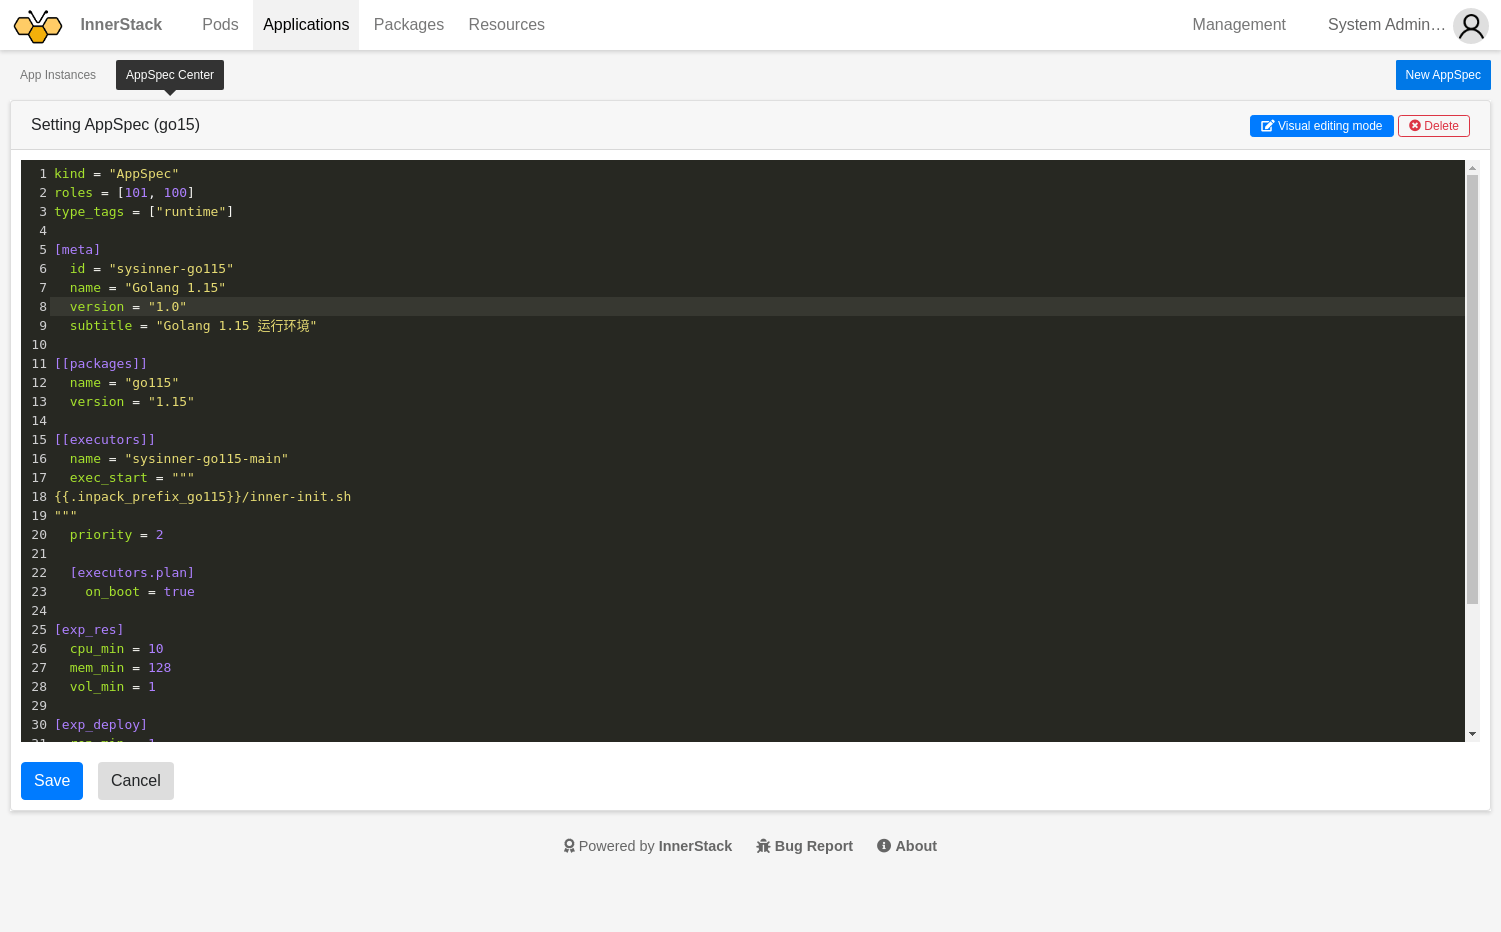 InnerStack Pods Applications Packages Resources Management System Admin…
App Instances AppSpec Center New AppSpec
Setting AppSpec (go15) Visual editing mode Delete
1 kind = "AppSpec"
2 roles = [101, 100]
3 type_tags = ["runtime"]
4
5 [meta]
6 id = "sysinner-go115"
7 name = "Golang 1.15"
8 version = "1.0"
9 subtitle = "Golang 1.15 运行环境"
10
11 [[packages]]
12 name = "go115"
13 version = "1.15"
14
15 [[executors]]
16 name = "sysinner-go115-main"
17 exec_start = """
18 {{.inpack_prefix_go115}}/inner-init.sh
19 """
20 priority = 2
21
22 [executors.plan]
23 on_boot = true
24
25 [exp_res]
26 cpu_min = 10
27 mem_min = 128
28 vol_min = 1
29
30 [exp_deploy]
Save Cancel
Powered by InnerStack Bug Report About